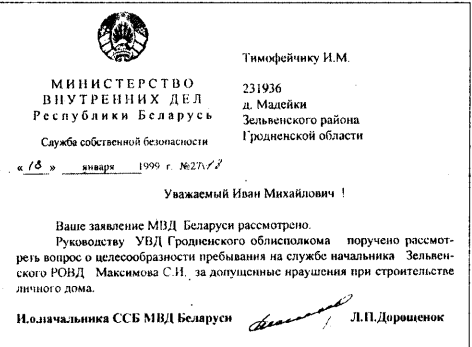 Тимофейчику И.М.
МИНИСТЕРСТВО
ВНУТРЕННИХ ДЕЛ
Республики Беларусь
231936
д. Мадейки
Зельвенского района
Гродненской области
Служба собственной безопасности
« 18 » января 1999 г. №27\
Уважаемый Иван Михайлович !
Ваше заявление МВД Беларуси рассмотрено.
Руководству УВД Гродненского облисполкома поручено рассмот-
реть вопрос о целесообразности пребывания на службе начальника Зельвен-
ского РОВД Максимова С.И. за допущенные нраушения при строительстве
личного дома.
И.о.начальника ССБ МВД Беларуси Л.П.Дорощенок